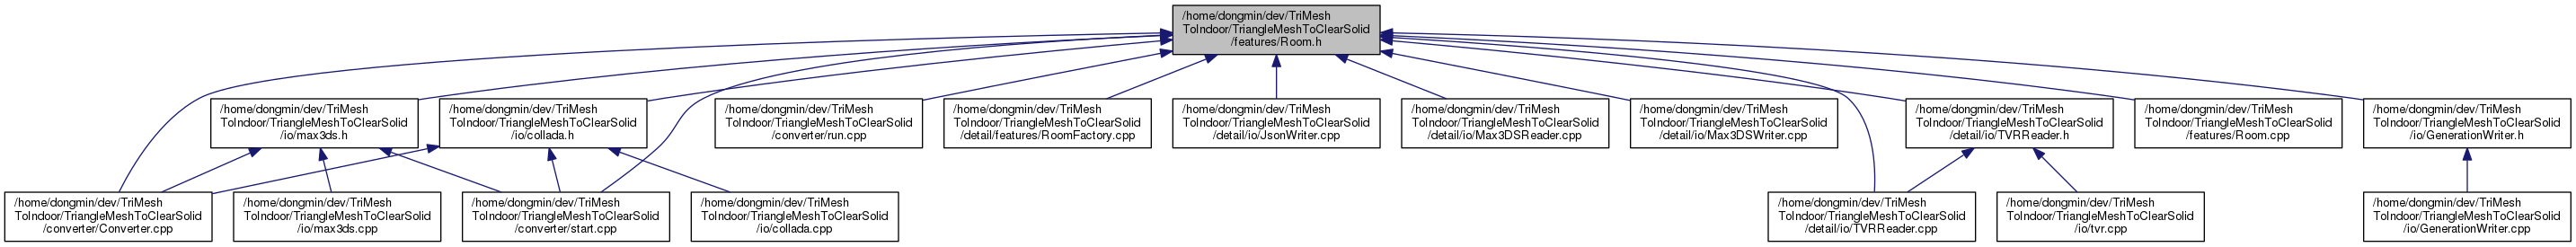 /home/dongmin/dev/TriMesh
ToIndoor/TriangleMeshToClearSolid
/features/Room.h
/home/dongmin/dev/TriMesh
ToIndoor/TriangleMeshToClearSolid
/io/max3ds.h
/home/dongmin/dev/TriMesh
ToIndoor/TriangleMeshToClearSolid
/io/collada.h
/home/dongmin/dev/TriMesh
ToIndoor/TriangleMeshToClearSolid
/converter/run.cpp
/home/dongmin/dev/TriMesh
ToIndoor/TriangleMeshToClearSolid
/detail/features/RoomFactory.cpp
/home/dongmin/dev/TriMesh
ToIndoor/TriangleMeshToClearSolid
/detail/io/JsonWriter.cpp
/home/dongmin/dev/TriMesh
ToIndoor/TriangleMeshToClearSolid
/detail/io/Max3DSReader.cpp
/home/dongmin/dev/TriMesh
ToIndoor/TriangleMeshToClearSolid
/detail/io/Max3DSWriter.cpp
/home/dongmin/dev/TriMesh
ToIndoor/TriangleMeshToClearSolid
/detail/io/TVRReader.h
/home/dongmin/dev/TriMesh
ToIndoor/TriangleMeshToClearSolid
/features/Room.cpp
/home/dongmin/dev/TriMesh
ToIndoor/TriangleMeshToClearSolid
/io/GenerationWriter.h
/home/dongmin/dev/TriMesh
ToIndoor/TriangleMeshToClearSolid
/converter/Converter.cpp
/home/dongmin/dev/TriMesh
ToIndoor/TriangleMeshToClearSolid
/io/max3ds.cpp
/home/dongmin/dev/TriMesh
ToIndoor/TriangleMeshToClearSolid
/converter/start.cpp
/home/dongmin/dev/TriMesh
ToIndoor/TriangleMeshToClearSolid
/io/collada.cpp
/home/dongmin/dev/TriMesh
ToIndoor/TriangleMeshToClearSolid
/detail/io/TVRReader.cpp
/home/dongmin/dev/TriMesh
ToIndoor/TriangleMeshToClearSolid
/io/tvr.cpp
/home/dongmin/dev/TriMesh
ToIndoor/TriangleMeshToClearSolid
/io/GenerationWriter.cpp